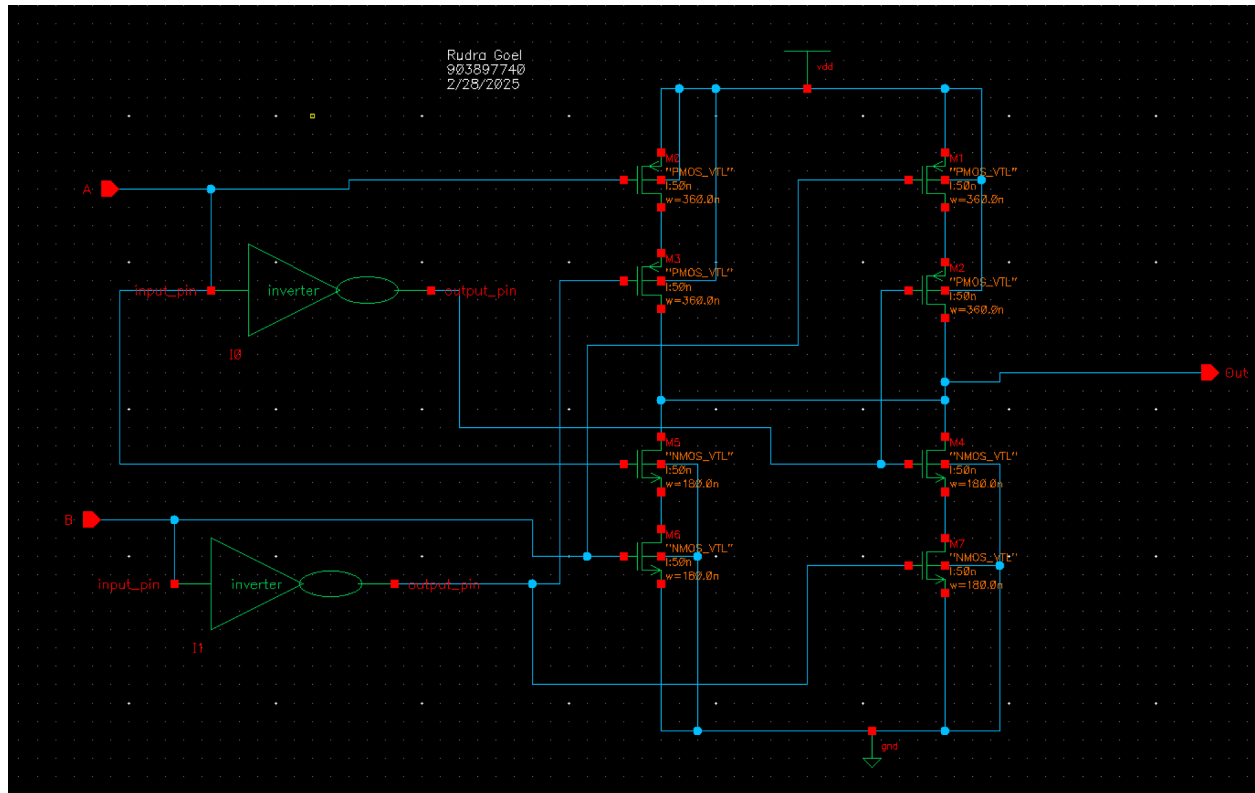 Rudra Goel
903897740
2/28/2025
vdd
A
M0
"PMOS_VTL"
l:50n
w=360.0n
M1
"PMOS_VTL"
l:50n
w=360.0n
M3
"PMOS_VTL"
l:50n
w=360.0n
M2
"PMOS_VTL"
l:50n
w=360.0n
input_pin
inverter
output_pin
I0
Out
M5
"NMOS_VTL"
l:50n
w=180.0n
M4
"NMOS_VTL"
l:50n
w=180.0n
B
M6
"NMOS_VTL"
l:50n
w=180.0n
M7
"NMOS_VTL"
l:50n
w=180.0n
input_pin
inverter
output_pin
I1
gnd